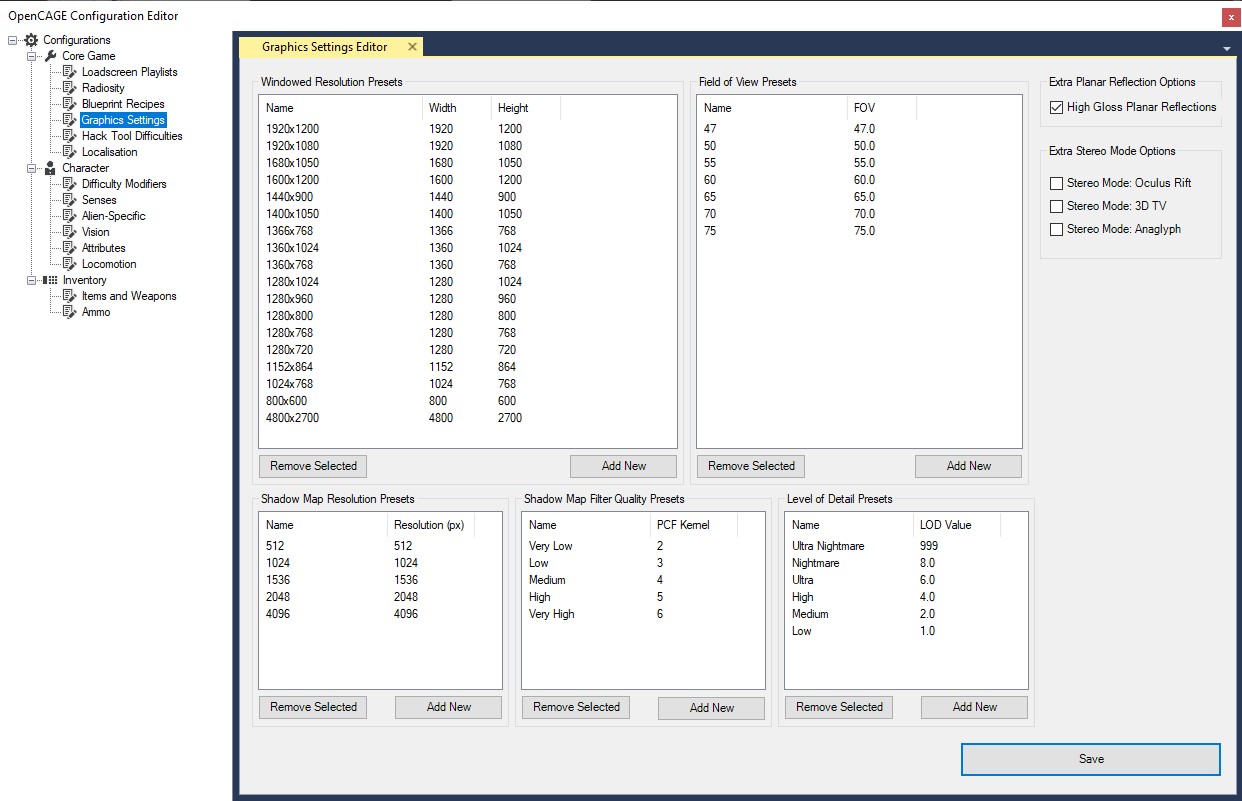 OpenCAGE Configuration Editor
x
Configurations
Core Game
Loadscreen Playlists
Radiosity
Blueprint Recipes
Graphics Settings
Hack Tool Difficulties
Localisation
Character
Difficulty Modifiers
Senses
Alien-Specific
Vision
Attributes
Locomotion
Inventory
Items and Weapons
Ammo
Graphics Settings Editor
Windowed Resolution Presets
Name Width Height
1920x1200 1920 1200
1920x1080 1920 1080
1680x1050 1680 1050
1600x1200 1600 1200
1440x900 1440 900
1400x1050 1400 1050
1366x768 1366 768
1360x1024 1360 1024
1360x768 1360 768
1280x1024 1280 1024
1280x960 1280 960
1280x800 1280 800
1280x768 1280 768
1280x720 1280 720
1152x864 1152 864
1024x768 1024 768
800x600 800 600
4800x2700 4800 2700
Remove Selected Add New
Field of View Presets
Name FOV
47 47.0
50 50.0
55 55.0
60 60.0
65 65.0
70 70.0
75 75.0
Remove Selected Add New
Extra Planar Reflection Options
High Gloss Planar Reflections
Extra Stereo Mode Options
Stereo Mode: Oculus Rift
Stereo Mode: 3D TV
Stereo Mode: Anaglyph
Shadow Map Resolution Presets
Name Resolution (px)
512 512
1024 1024
1536 1536
2048 2048
4096 4096
Remove Selected Add New
Shadow Map Filter Quality Presets
Name PCF Kernel
Very Low 2
Low 3
Medium 4
High 5
Very High 6
Remove Selected Add New
Level of Detail Presets
Name LOD Value
Ultra Nightmare 999
Nightmare 8.0
Ultra 6.0
High 4.0
Medium 2.0
Low 1.0
Remove Selected Add New
Save